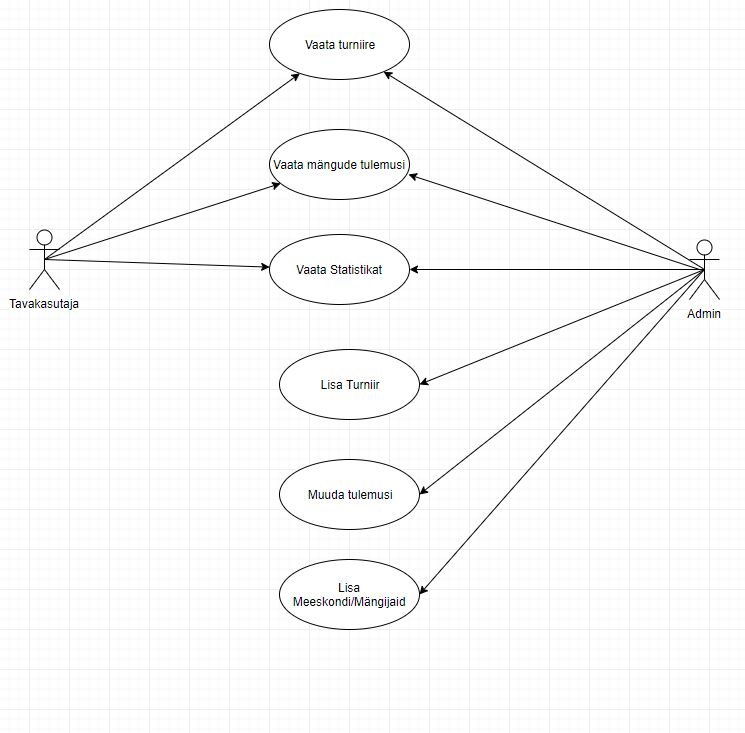 Vaata turniire
Vaata mängude tulemusi
Vaata Statistikat
Tavakasutaja
Admin
Lisa Turniir
Muuda tulemusi
Lisa
Meeskondi/Mängijaid